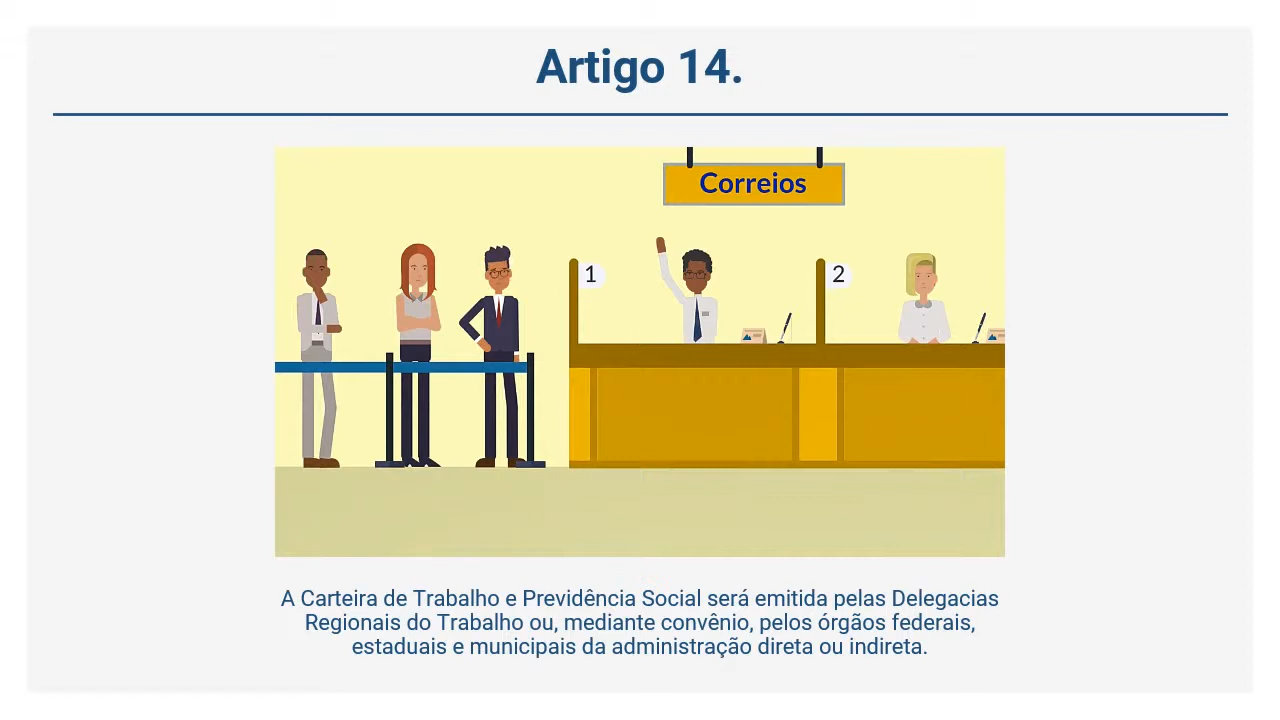 Artigo 14.
Correios
1
2
A Carteira de Trabalho e Previdência Social será emitida pelas Delegacias
Regionais do Trabalho ou, mediante convênio, pelos órgãos federais,
estaduais e municipais da administração direta ou indireta.